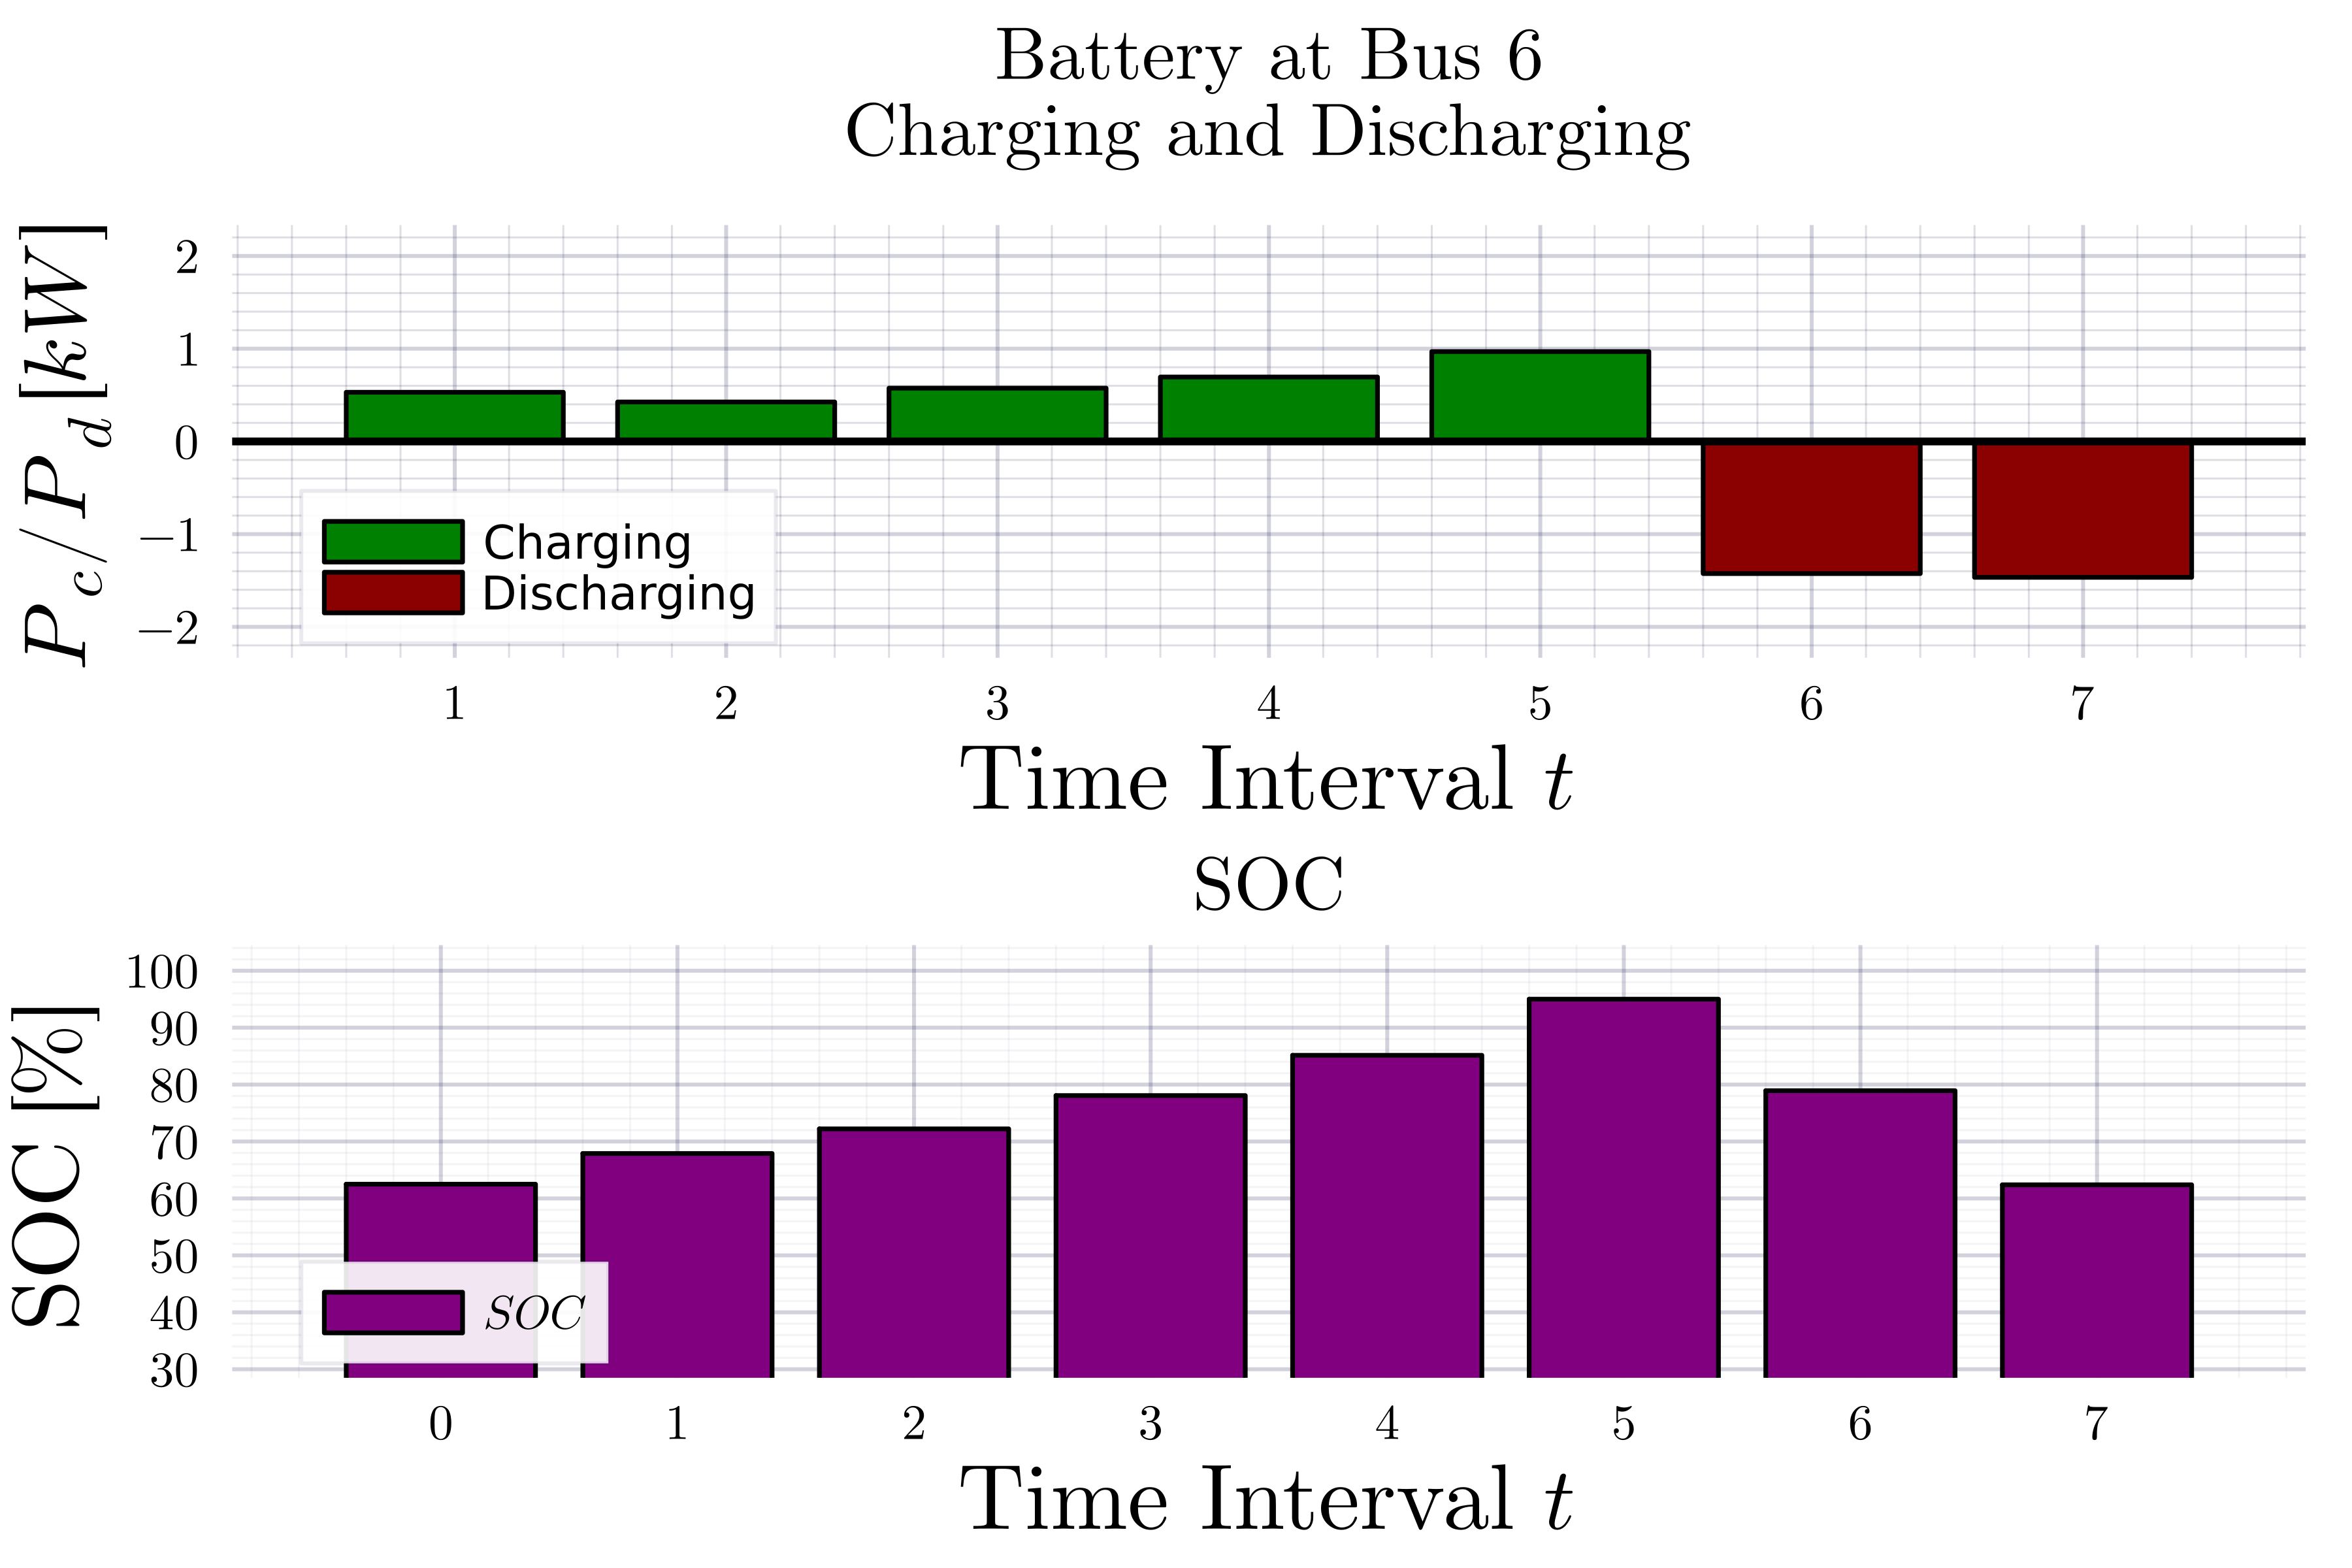 Battery at Bus 6
Charging and Discharging
P_c/P_d [kW]
2
1
0
−1
−2
Charging
Discharging
1 2 3 4 5 6 7
Time Interval t
SOC
SOC [%]
100
90
80
70
60
50
40
30
SOC
0 1 2 3 4 5 6 7
Time Interval t